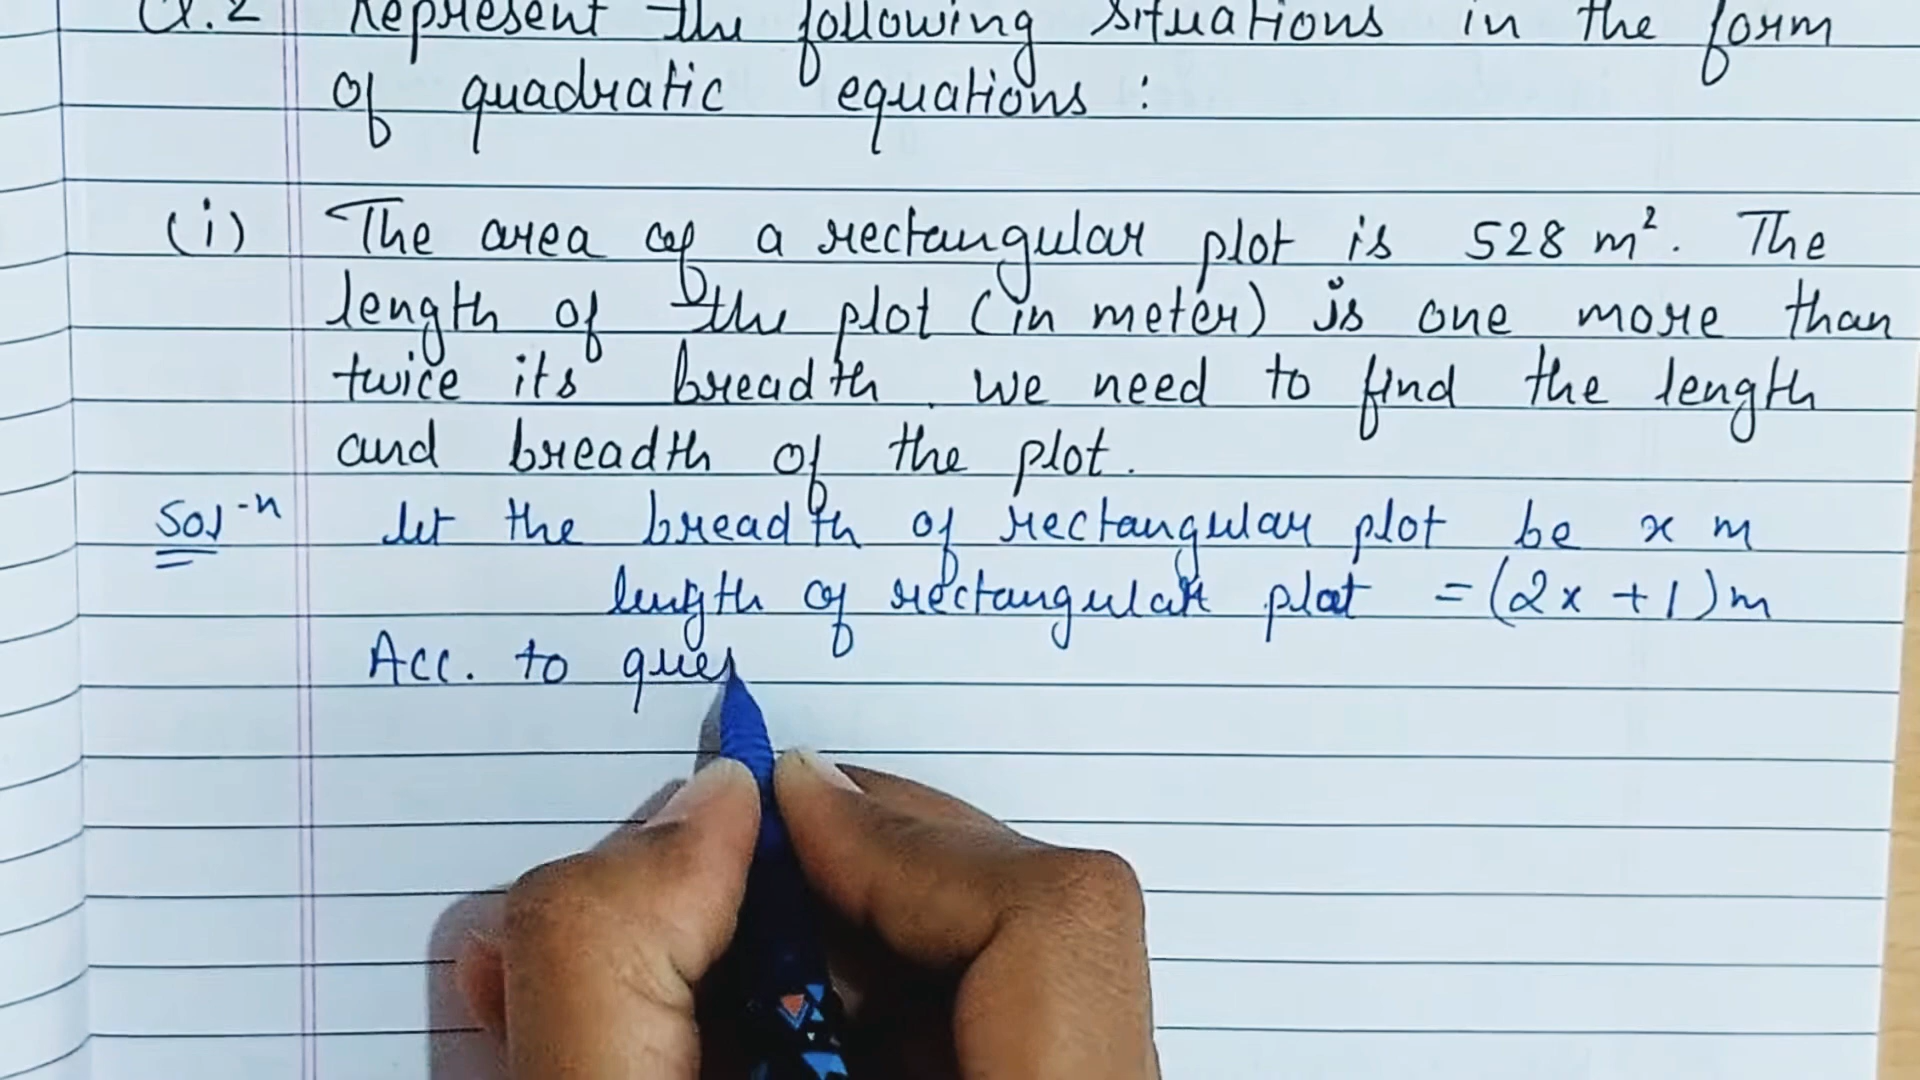 Q.2 Represent the following situations in the form
of quadratic equations :
(i) The area of a rectangular plot is 528 m². The
length of the plot (in meter) is one more than
twice its breadth. We need to find the length
and breadth of the plot.
Sol-n let the breadth of rectangular plot be x m
length of rectangular plot = (2x + 1) m
Acc. to ques